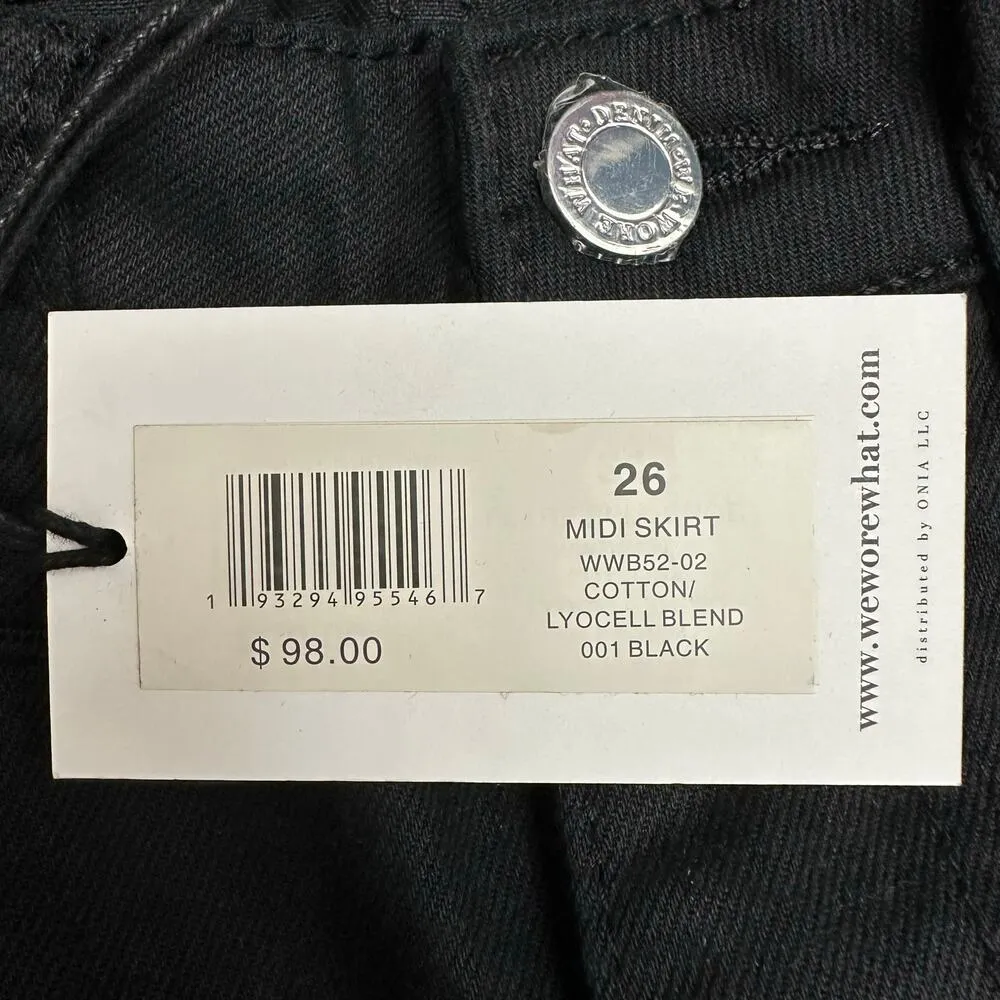 WE WORE WHAT • DENIM •
26
MIDI SKIRT
WWB52-02
COTTON/
LYOCELL BLEND
001 BLACK
1 93294 95546 7
$ 98.00
www.weworewhat.com
distributed by ONIA LLC